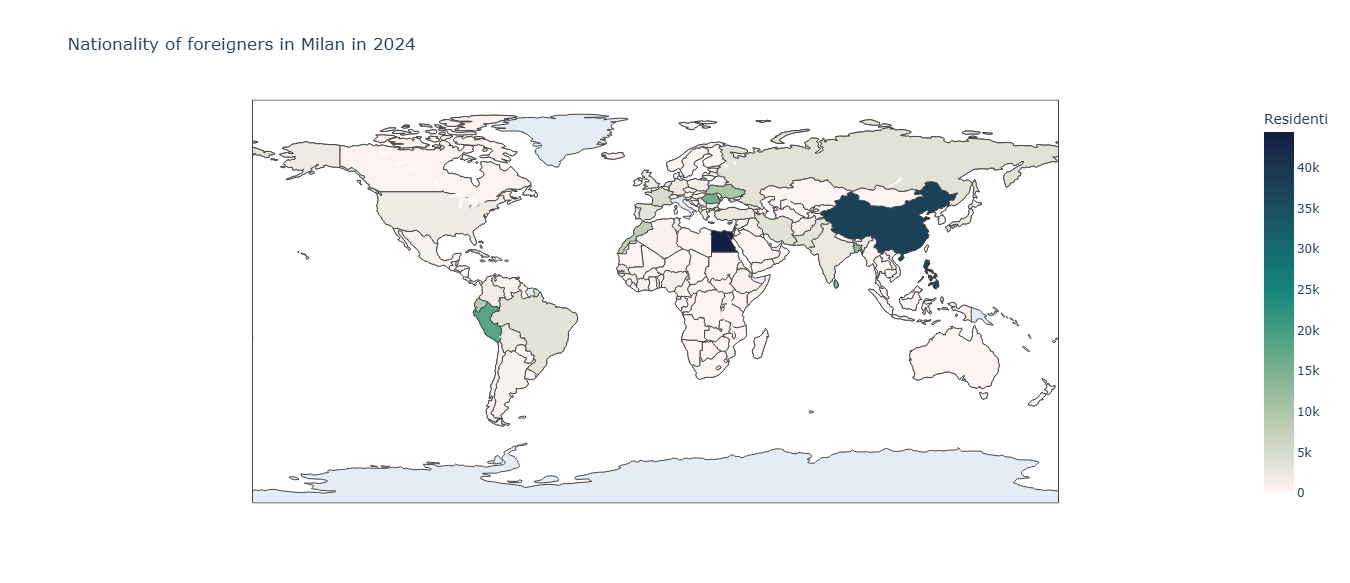 Nationality of foreigners in Milan in 2024
Residenti
40k
35k
30k
25k
20k
15k
10k
5k
0